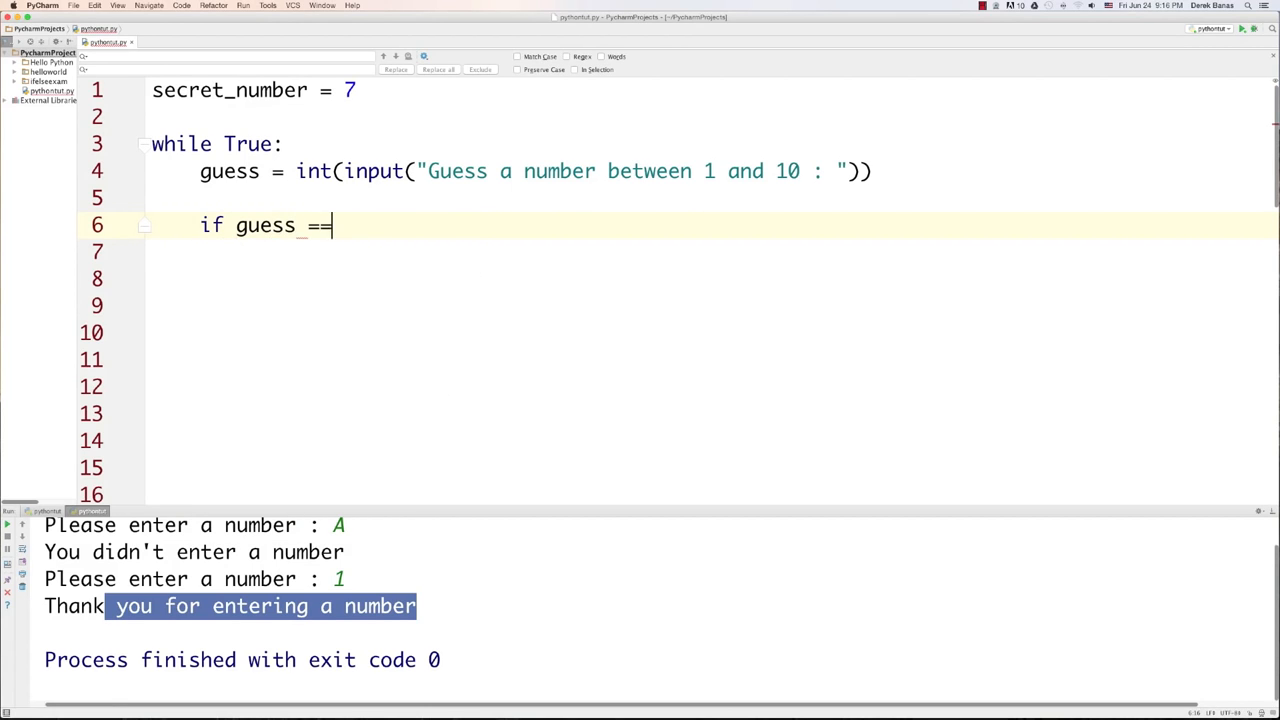 PyCharm File Edit View Navigate Code Refactor Run Tools VCS Window Help Fri Jun 24 9:16 PM Derek Banas
pythontut.py - PycharmProjects - [~/PycharmProjects]
PycharmProjects pythontut.py pythontut
pythontut.py
PycharmProject
Hello Python
helloworld
ifelseexam
pythontut.py
External Librarie
Match Case Regex Words
Replace Replace all Exclude Preserve Case In Selection
1 secret_number = 7
2
3 while True:
4 guess = int(input("Guess a number between 1 and 10 : "))
5
6 if guess ==
7
8
9
10
11
12
13
14
15
16
Run: pythontut pythontut
Please enter a number : A
You didn't enter a number
Please enter a number : 1
Thank you for entering a number
Process finished with exit code 0
6:16 LF÷ UTF-8÷